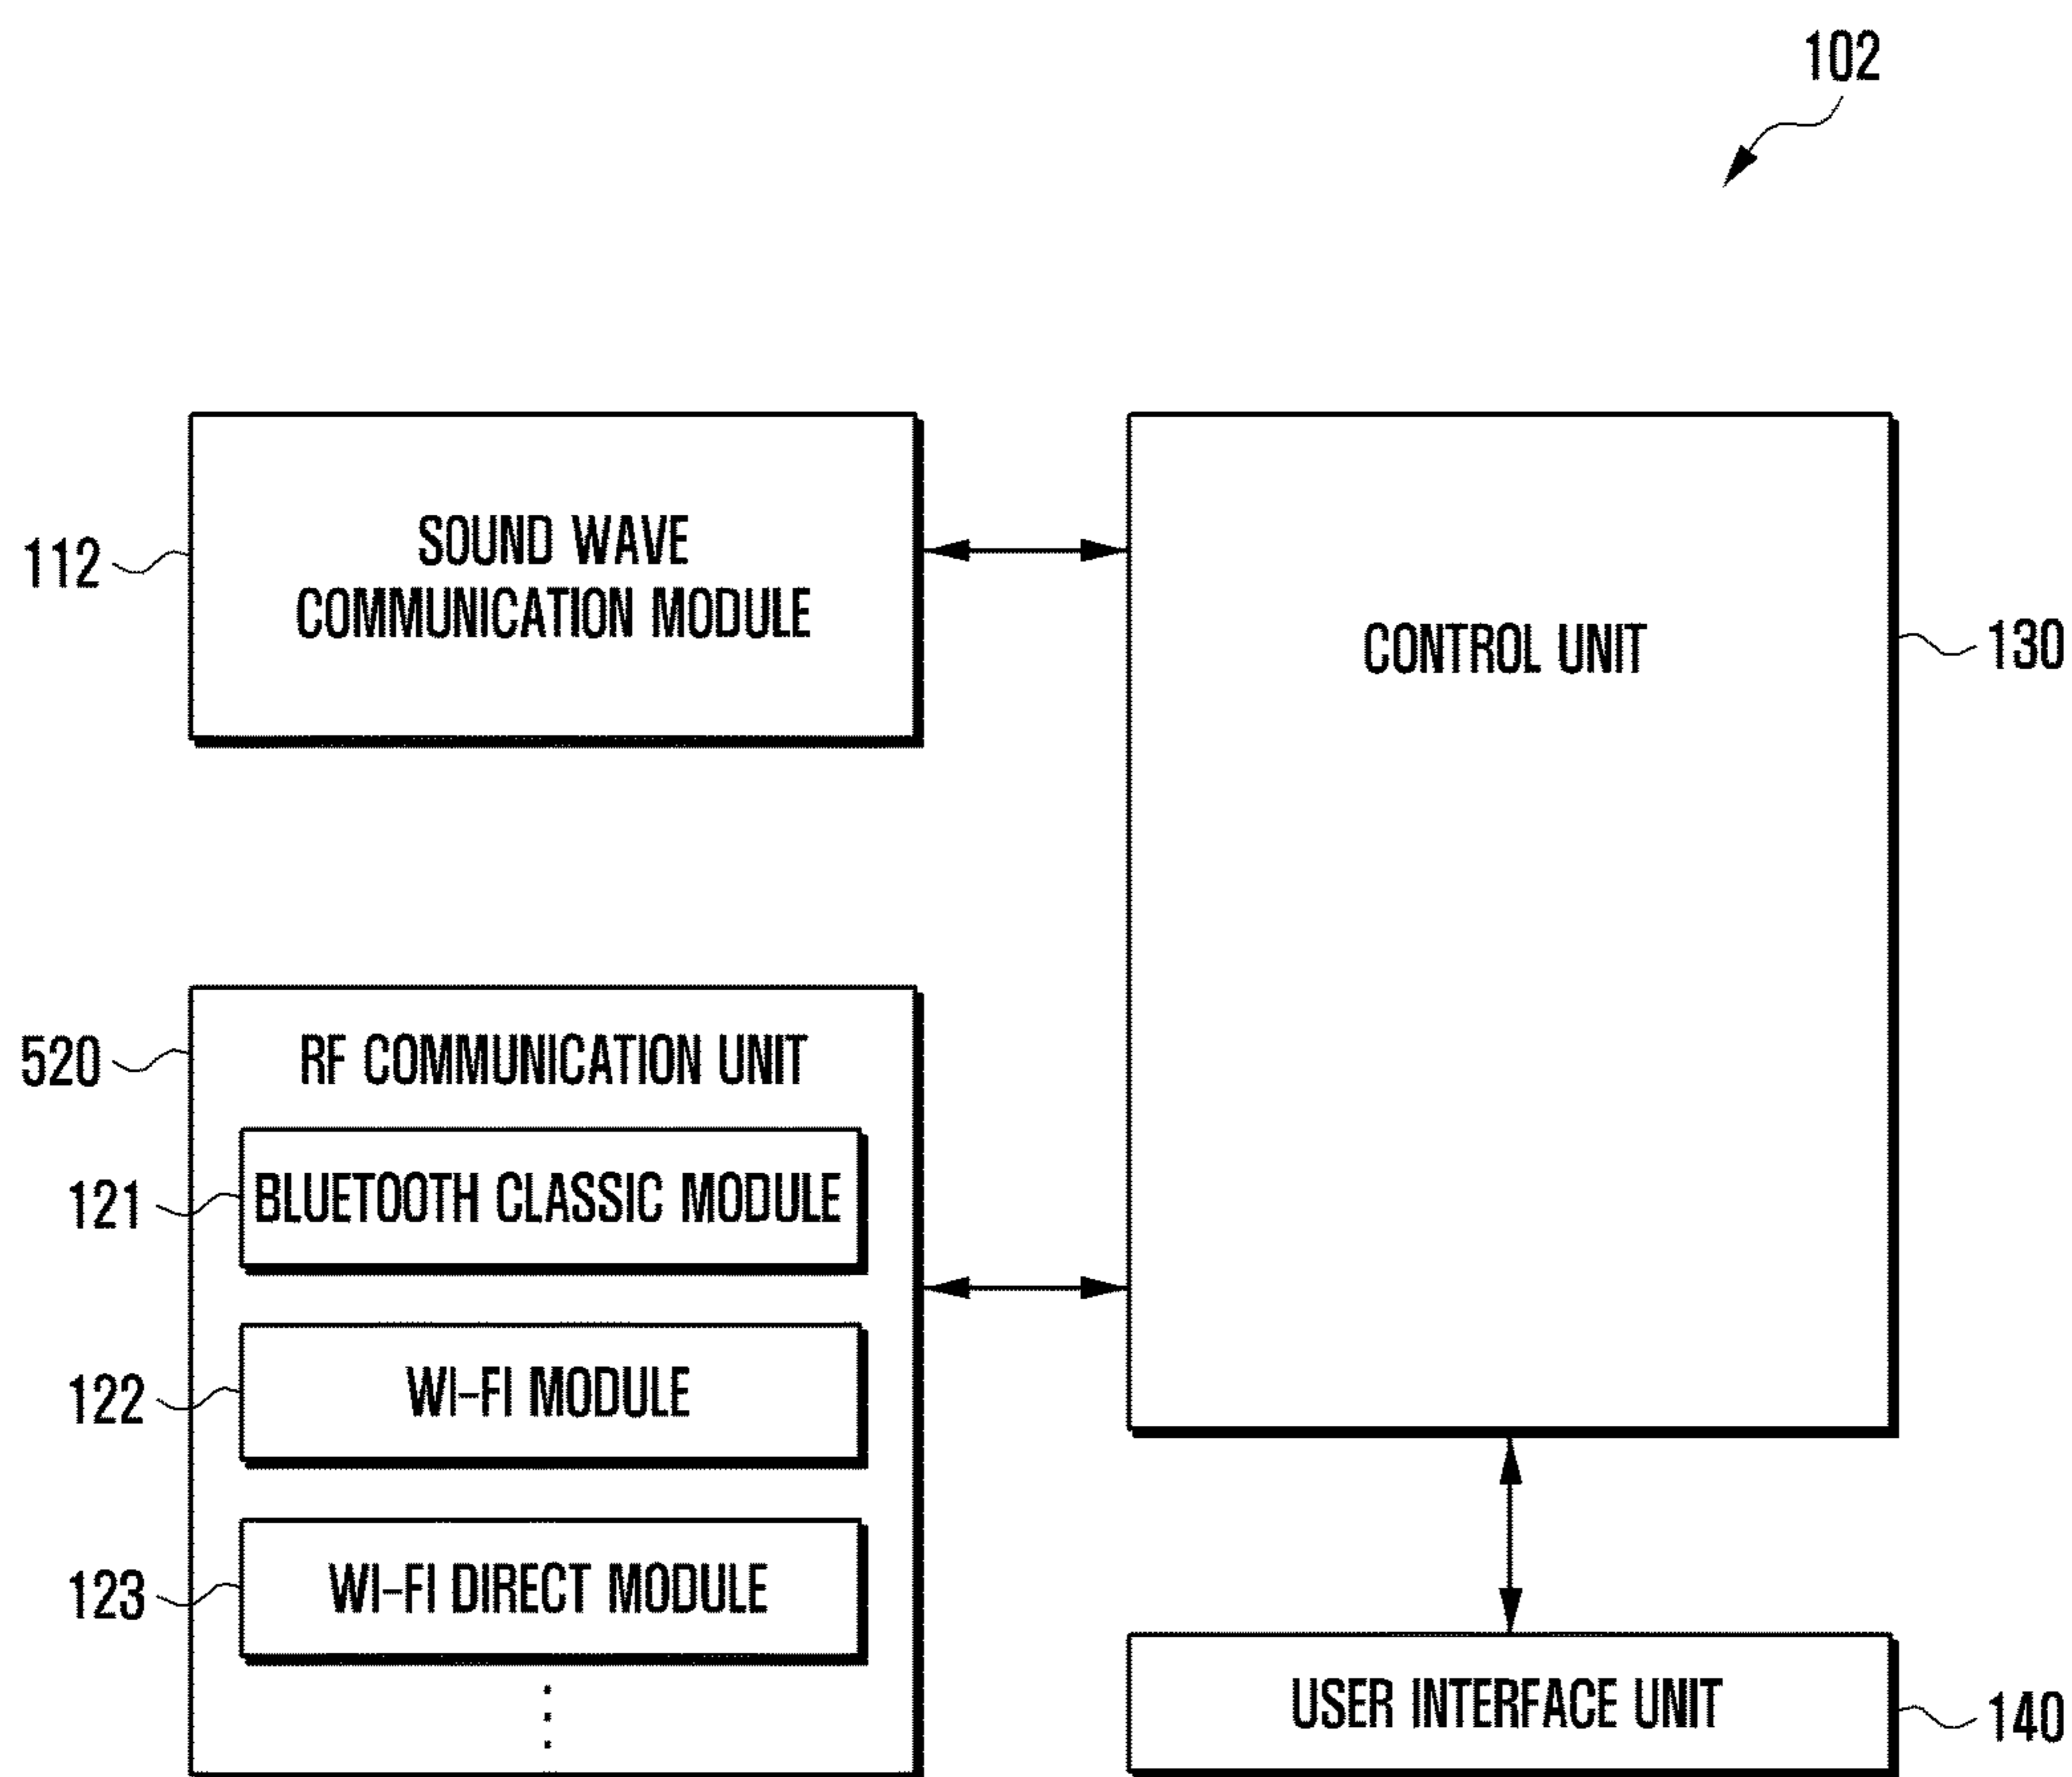 102
112
SOUND WAVE
COMMUNICATION MODULE
CONTROL UNIT
130
520
RF COMMUNICATION UNIT
121
BLUETOOTH CLASSIC MODULE
122
WI-FI MODULE
123
WI-FI DIRECT MODULE
USER INTERFACE UNIT
140